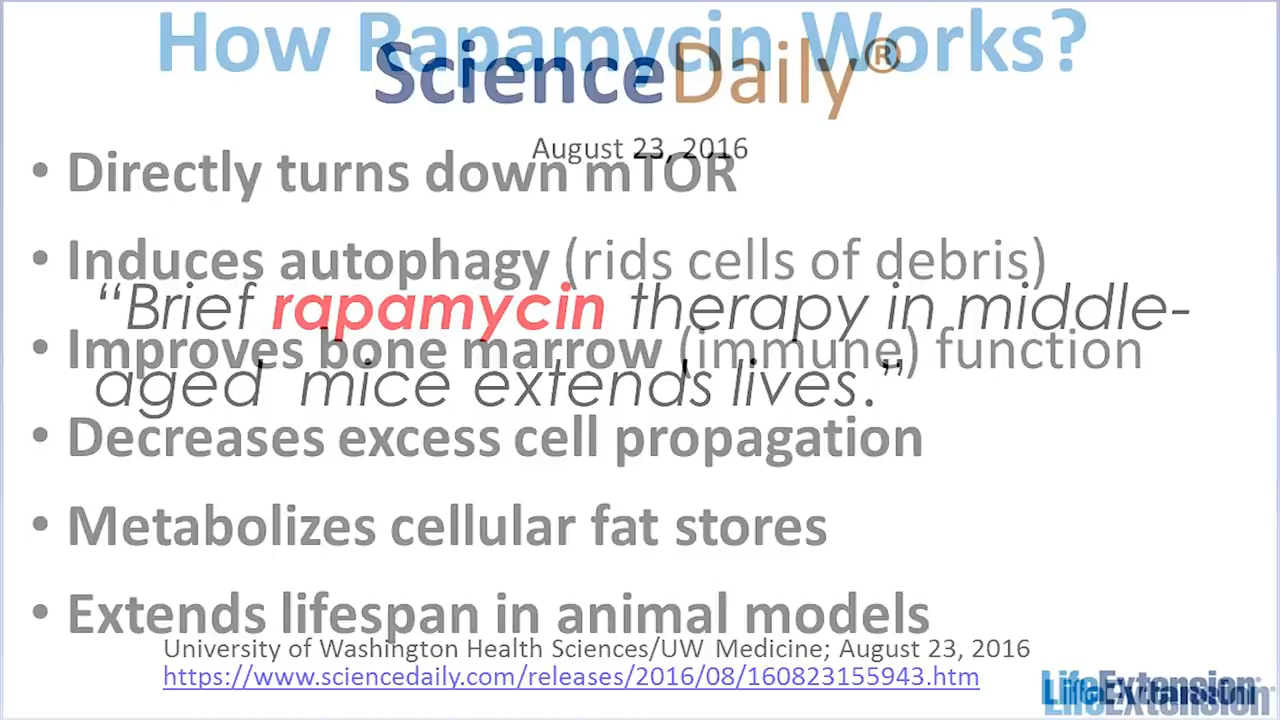 How Rapamycin Works?
ScienceDaily®
August 23, 2016
• Directly turns down mTOR
• Induces autophagy (rids cells of debris)
“Brief rapamycin therapy in middle-
• Improves bone marrow (immune) function
aged mice extends lives.”
• Decreases excess cell propagation
• Metabolizes cellular fat stores
• Extends lifespan in animal models
University of Washington Health Sciences/UW Medicine; August 23, 2016
https://www.sciencedaily.com/releases/2016/08/160823155943.htm
LifeExtension